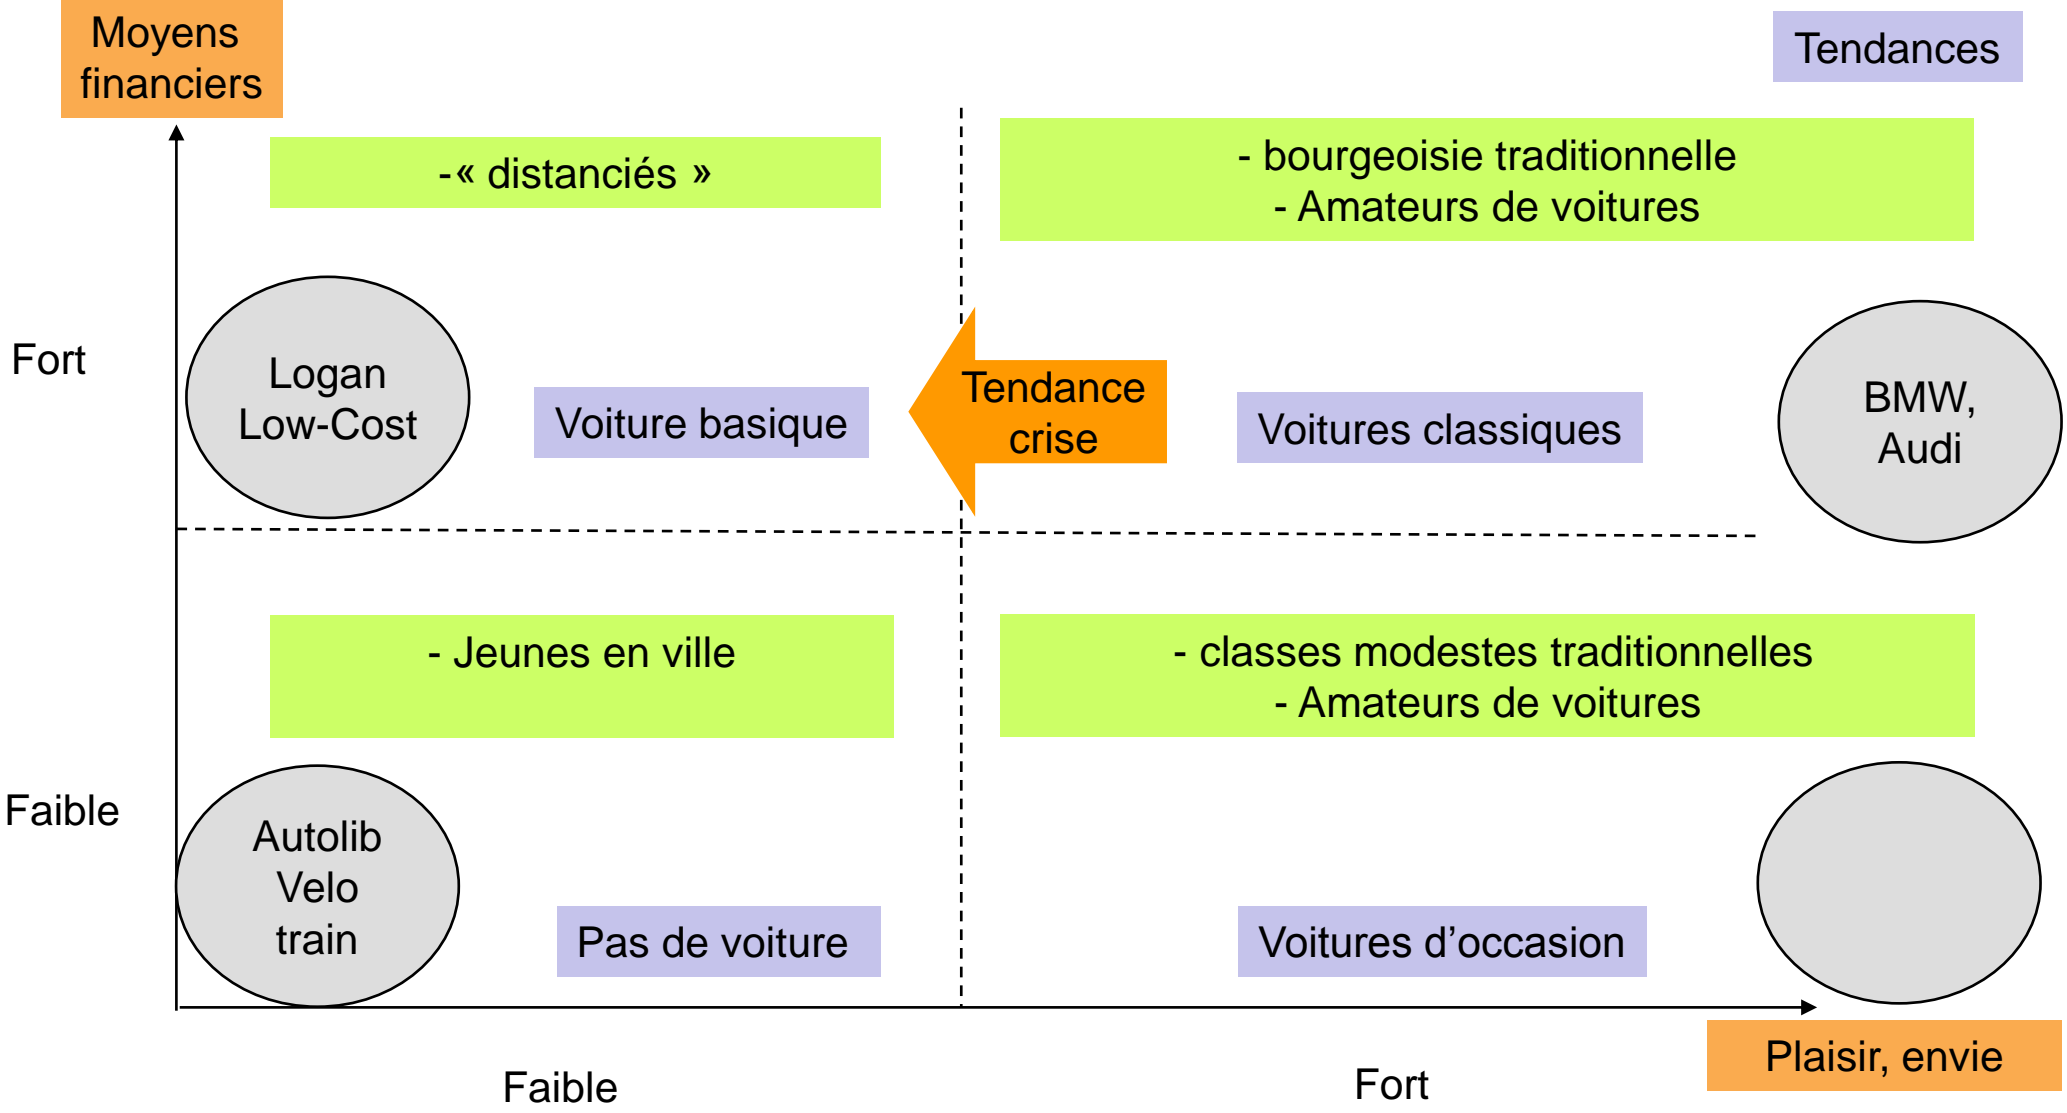 Moyens
financiers
Tendances
-« distanciés »
- bourgeoisie traditionnelle
- Amateurs de voitures
Fort
Logan
Low-Cost
Voiture basique
Tendance
crise
Voitures classiques
BMW,
Audi
- Jeunes en ville
- classes modestes traditionnelles
- Amateurs de voitures
Faible
Autolib
Velo
train
Pas de voiture
Voitures d’occasion
Plaisir, envie
Faible
Fort